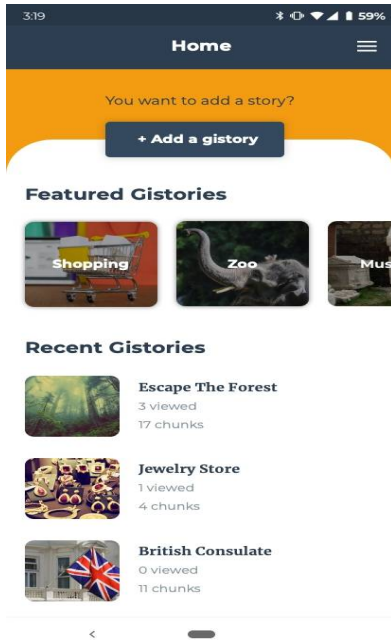 3:19
59%
Home
You want to add a story?
+ Add a gistory
Featured Gistories
Shopping
Zoo
Mus
Recent Gistories
Escape The Forest
3 viewed
17 chunks
Jewelry Store
1 viewed
4 chunks
British Consulate
0 viewed
11 chunks